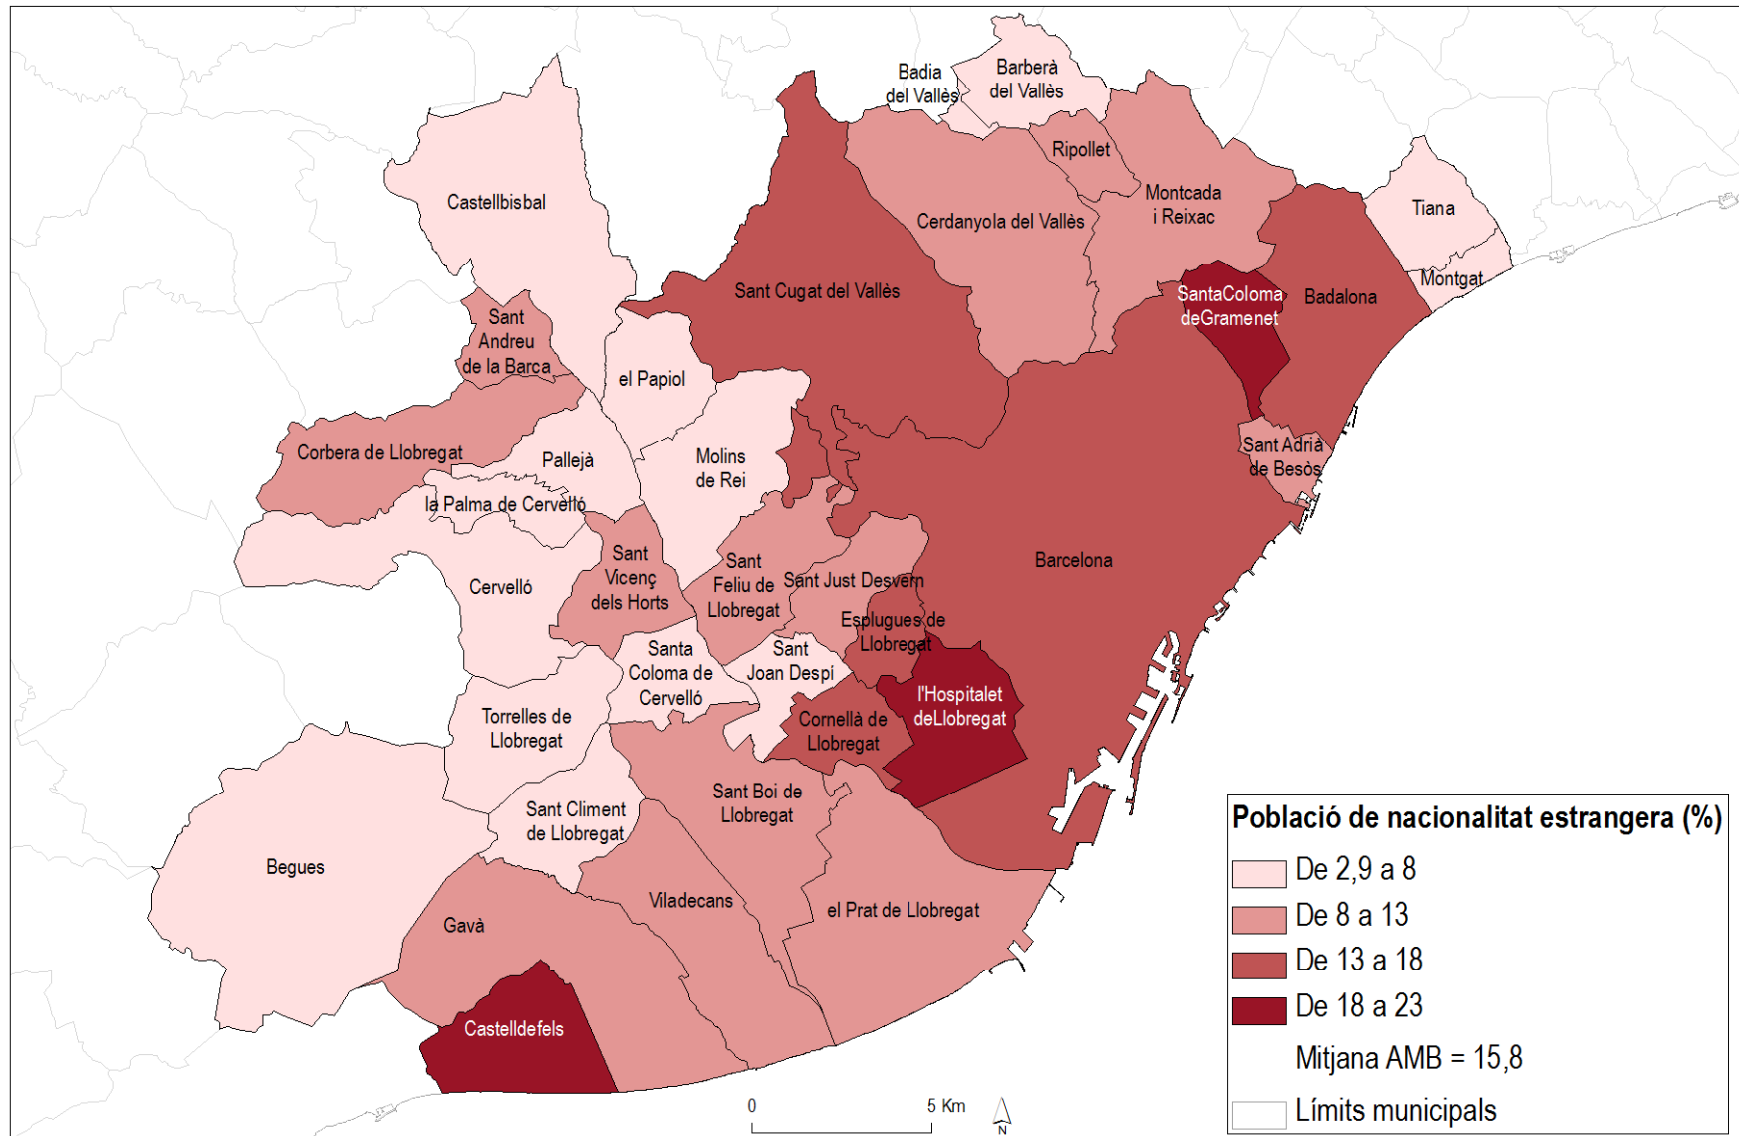 Badia
del Vallès
Barberà
del Vallès
Ripollet
Castellbisbal
Cerdanyola del Vallès
Montcada
i Reixac
Tiana
Montgat
Sant Cugat del Vallès
SantaColoma
deGramenet
Badalona
Sant
Andreu
de la Barca
el Papiol
Corbera de Llobregat
Pallejà
Molins
de Rei
Sant Adrià
de Besòs
la Palma de Cervelló
Cervelló
Sant
Vicenç
dels Horts
Sant
Feliu de
Llobregat
Sant Just Desvern
Barcelona
Esplugues de
Llobregat
Santa
Coloma de
Cervelló
Sant
Joan Despí
l'Hospitalet
deLlobregat
Torrelles de
Llobregat
Cornellà de
Llobregat
Sant Climent
de Llobregat
Sant Boi de
Llobregat
Begues
Gavà
Viladecans
el Prat de Llobregat
Castelldefels
Població de nacionalitat estrangera (%)
De 2,9 a 8
De 8 a 13
De 13 a 18
De 18 a 23
Mitjana AMB = 15,8
Límits municipals
0 5 Km
N